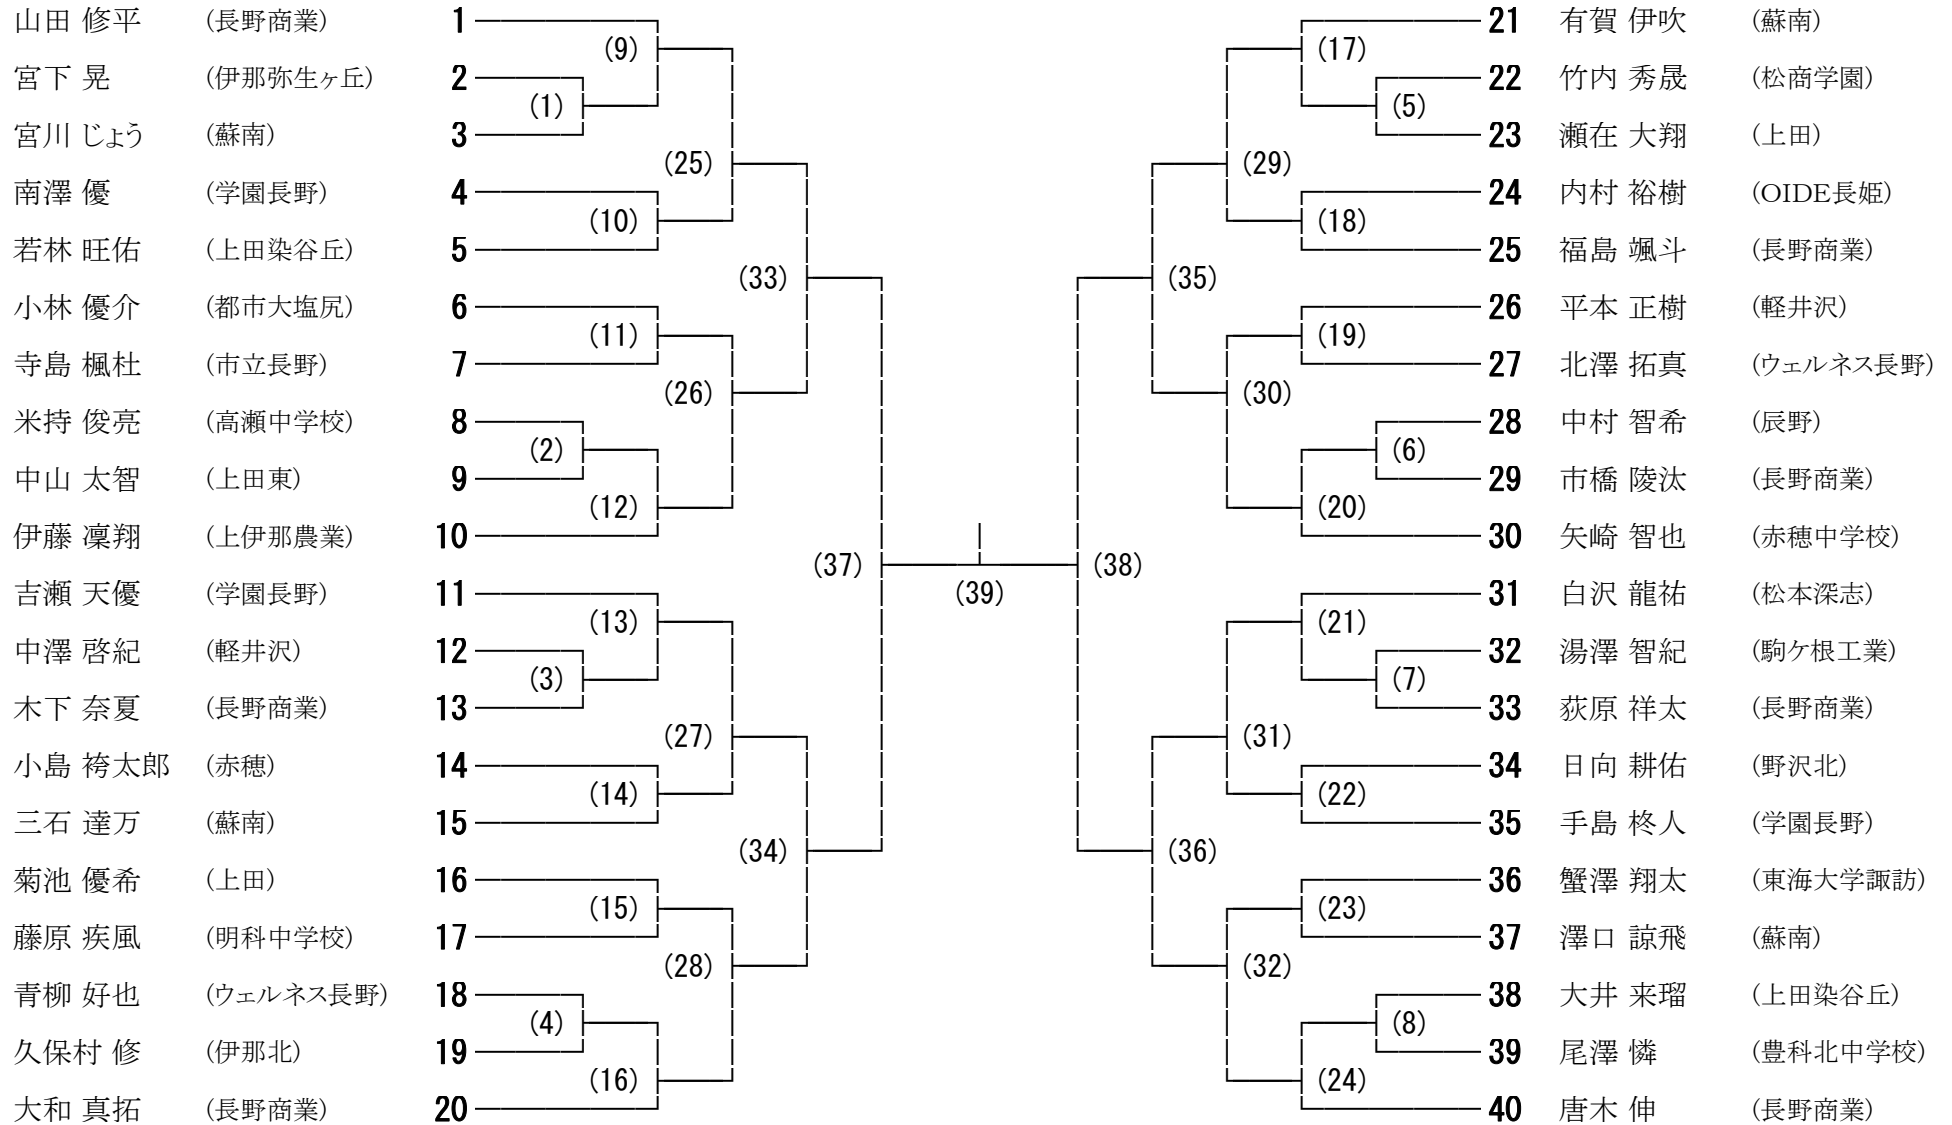 山田 修平 (長野商業) 1
(9)
宮下 晃 (伊那弥生ヶ丘) 2
(1)
宮川 じょう (蘇南) 3
(25)
南澤 優 (学園長野) 4
(10)
若林 旺佑 (上田染谷丘) 5
(33)
小林 優介 (都市大塩尻) 6
(11)
寺島 楓杜 (市立長野) 7
(26)
米持 俊亮 (高瀬中学校) 8
(2)
中山 太智 (上田東) 9
(12)
伊藤 凜翔 (上伊那農業) 10
(37)
吉瀬 天優 (学園長野) 11
(13)
中澤 啓紀 (軽井沢) 12
(3)
木下 奈夏 (長野商業) 13
(27)
小島 袴太郎 (赤穂) 14
(14)
三石 達万 (蘇南) 15
(34)
菊池 優希 (上田) 16
(15)
藤原 疾風 (明科中学校) 17
(28)
青柳 好也 (ウェルネス長野) 18
(4)
久保村 修 (伊那北) 19
(16)
大和 真拓 (長野商業) 20
(39)
21 有賀 伊吹 (蘇南)
(17)
22 竹内 秀晟 (松商学園)
(5)
23 瀬在 大翔 (上田)
(29)
24 内村 裕樹 (OIDE長姫)
(18)
25 福島 颯斗 (長野商業)
(35)
26 平本 正樹 (軽井沢)
(19)
27 北澤 拓真 (ウェルネス長野)
(30)
28 中村 智希 (辰野)
(6)
29 市橋 陵汰 (長野商業)
(20)
30 矢崎 智也 (赤穂中学校)
(38)
31 白沢 龍祐 (松本深志)
(21)
32 湯澤 智紀 (駒ケ根工業)
(7)
33 荻原 祥太 (長野商業)
(31)
34 日向 耕佑 (野沢北)
(22)
35 手島 柊人 (学園長野)
(36)
36 蟹澤 翔太 (東海大学諏訪)
(23)
37 澤口 諒飛 (蘇南)
(32)
38 大井 来瑠 (上田染谷丘)
(8)
39 尾澤 憐 (豊科北中学校)
(24)
40 唐木 伸 (長野商業)